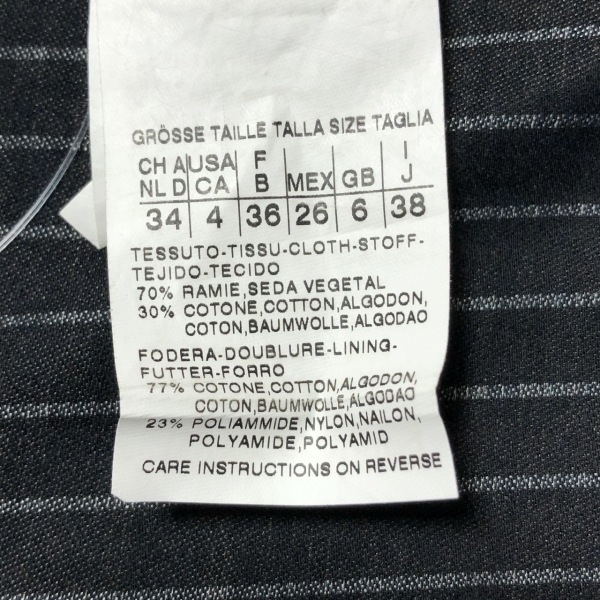 GRÖSSE TAILLE TALLA SIZE TAGLIA
CH A USA F MEX GB I
NL D CA B J
34 4 36 26 6 38
TESSUTO-TISSU-CLOTH-STOFF-
TEJIDO-TECIDO
70% RAMIE,SEDA VEGETAL
30% COTONE,COTTON,ALGODON,
COTON,BAUMWOLLE,ALGODAO
FODERA-DOUBLURE-LINING-
FUTTER-FORRO
77% COTONE,COTTON,ALGODON,
COTON,BAUMWOLLE,ALGODAO
23% POLIAMMIDE,NYLON,NAILON,
POLYAMIDE,POLYAMID
CARE INSTRUCTIONS ON REVERSE